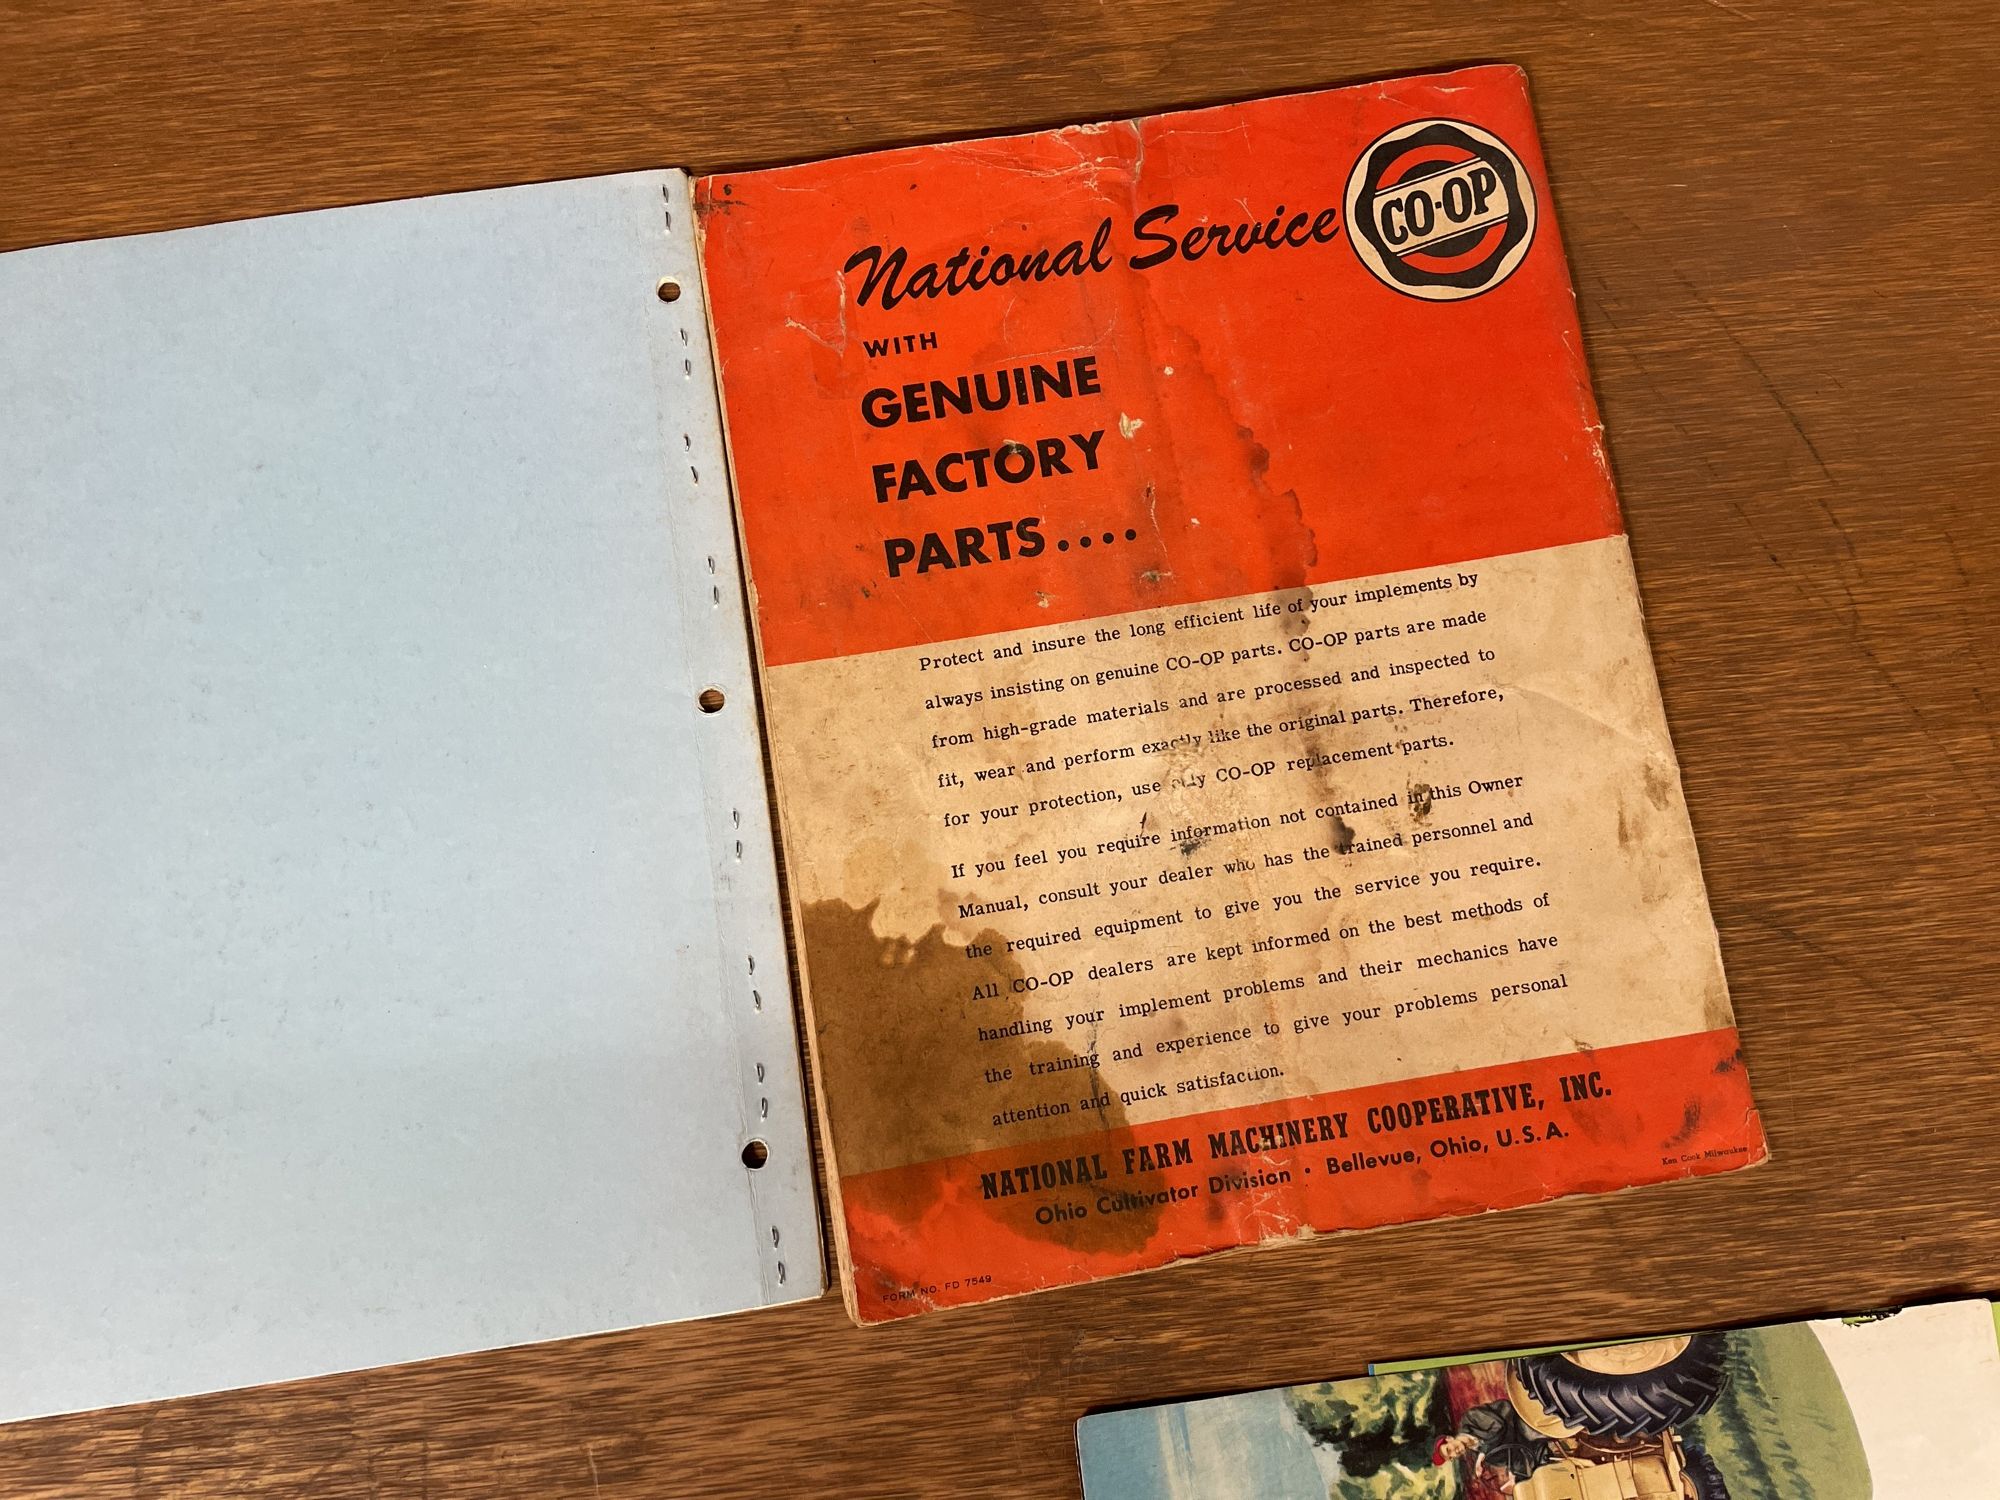 National Service
CO-OP
WITH
GENUINE
FACTORY
PARTS....
Protect and insure the long efficient life of your implements by
always insisting on genuine CO-OP parts. CO-OP parts are made
from high-grade materials and are processed and inspected to
fit, wear and perform exactly like the original parts. Therefore,
for your protection, use only CO-OP replacement parts.
If you feel you require information not contained in this Owner
Manual, consult your dealer who has the trained personnel and
the required equipment to give you the service you require.
All CO-OP dealers are kept informed on the best methods of
handling your implement problems and their mechanics have
the training and experience to give your problems personal
attention and quick satisfaction.
NATIONAL FARM MACHINERY COOPERATIVE, INC.
Ohio Cultivator Division · Bellevue, Ohio, U.S.A.
Ken Cook Milwaukee
FORM NO. FD 7549